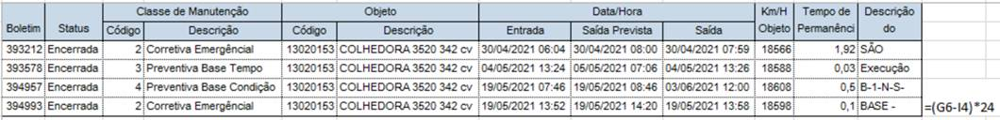 Classe de Manutenção Objeto Data/Hora Km/H Tempo de Descrição
Boletim Status Código Descrição Código Descrição Entrada Saída Prevista Saída Objeto Permanênci do
393212 Encerrada 2 Corretiva Emergêncial 13020153 COLHEDORA 3520 342 cv 30/04/2021 06:04 30/04/2021 08:00 30/04/2021 07:59 18566 1,92 SÃO
393578 Encerrada 3 Preventiva Base Tempo 13020153 COLHEDORA 3520 342 cv 04/05/2021 13:24 05/05/2021 07:06 04/05/2021 13:26 18588 0,03 Execução
394957 Encerrada 4 Preventiva Base Condição 13020153 COLHEDORA 3520 342 cv 19/05/2021 07:46 19/05/2021 08:46 03/06/2021 12:00 18608 0,5 B-1-N-S-
394993 Encerrada 2 Corretiva Emergêncial 13020153 COLHEDORA 3520 342 cv 19/05/2021 13:52 19/05/2021 14:20 19/05/2021 13:58 18598 0,1 BASE - =(G6-I4)*24